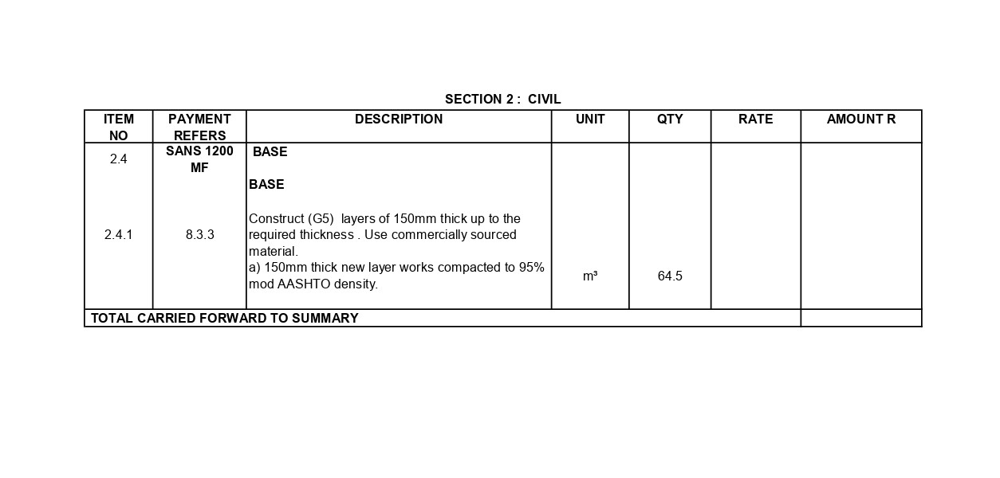 SECTION 2 :  CIVIL
ITEM NO PAYMENT REFERS DESCRIPTION UNIT QTY RATE AMOUNT R
2.4 SANS 1200 MF BASE
BASE
2.4.1 8.3.3 Construct (G5)  layers of 150mm thick up to the
required thickness . Use commercially sourced
material.
a) 150mm thick new layer works compacted to 95%
mod AASHTO density. m³ 64.5
TOTAL CARRIED FORWARD TO SUMMARY